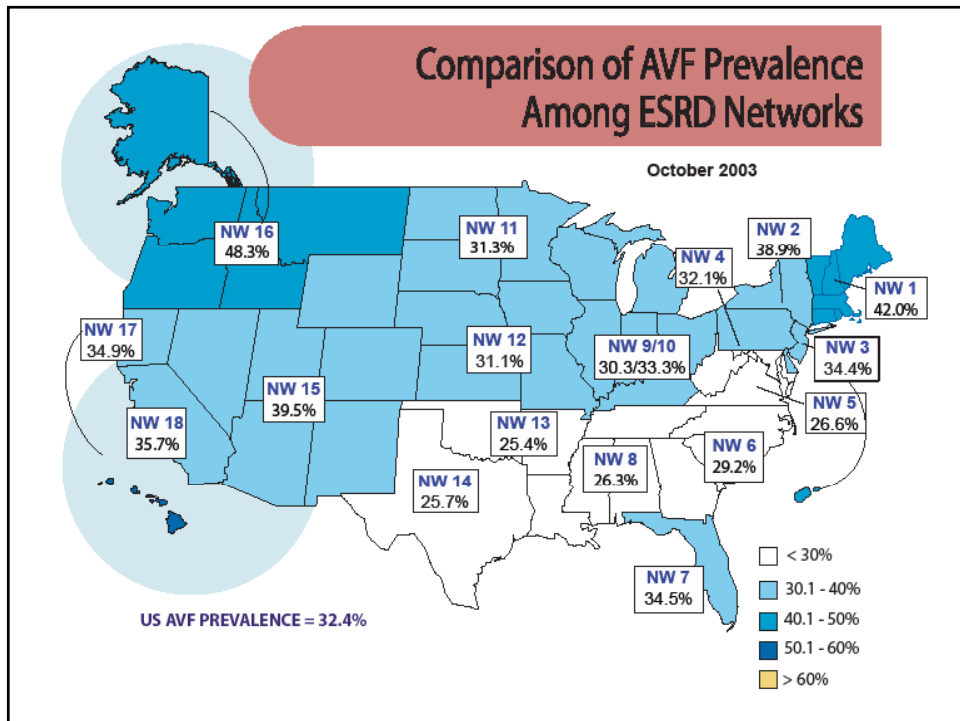 Comparison of AVF Prevalence
Among ESRD Networks
October 2003
NW 16
48.3%
NW 11
31.3%
NW 2
38.9%
NW 4
32.1%
NW 1
42.0%
NW 17
34.9%
NW 12
31.1%
NW 9/10
30.3/33.3%
NW 3
34.4%
NW 15
39.5%
NW 5
26.6%
NW 18
35.7%
NW 13
25.4%
NW 6
29.2%
NW 8
26.3%
NW 14
25.7%
NW 7
34.5%
< 30%
30.1 - 40%
40.1 - 50%
50.1 - 60%
> 60%
US AVF PREVALENCE = 32.4%